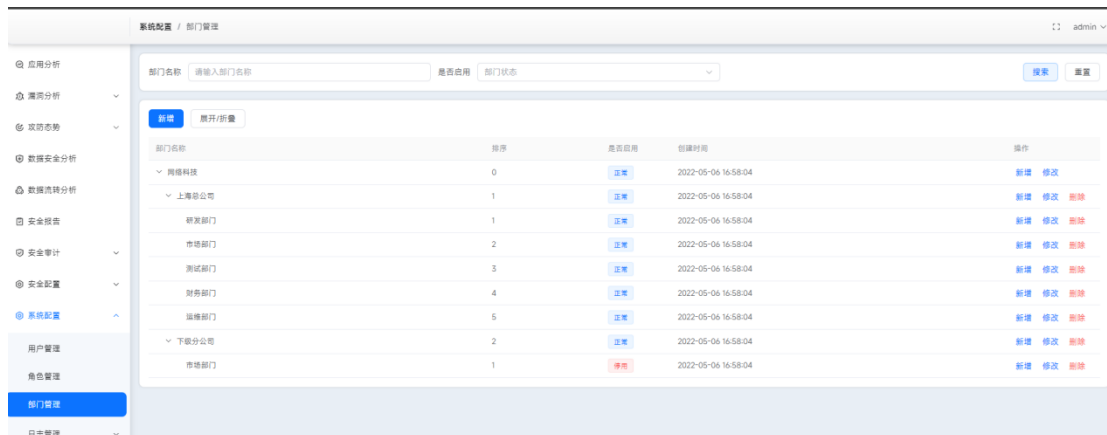 系统配置 / 部门管理
admin
应用分析
漏洞分析
攻防态势
数据安全分析
数据流转分析
安全报告
安全审计
安全配置
系统配置
用户管理
角色管理
部门管理
日志管理
部门名称 请输入部门名称 是否启用 部门状态 搜索 重置
新增 展开/折叠
部门名称 排序 是否启用 创建时间 操作
网络科技 0 正常 2022-05-06 16:58:04 新增 修改
上海总公司 1 正常 2022-05-06 16:58:04 新增 修改 删除
研发部门 1 正常 2022-05-06 16:58:04 新增 修改 删除
市场部门 2 正常 2022-05-06 16:58:04 新增 修改 删除
测试部门 3 正常 2022-05-06 16:58:04 新增 修改 删除
财务部门 4 正常 2022-05-06 16:58:04 新增 修改 删除
运维部门 5 正常 2022-05-06 16:58:04 新增 修改 删除
下级分公司 2 正常 2022-05-06 16:58:04 新增 修改 删除
市场部门 1 停用 2022-05-06 16:58:04 新增 修改 删除